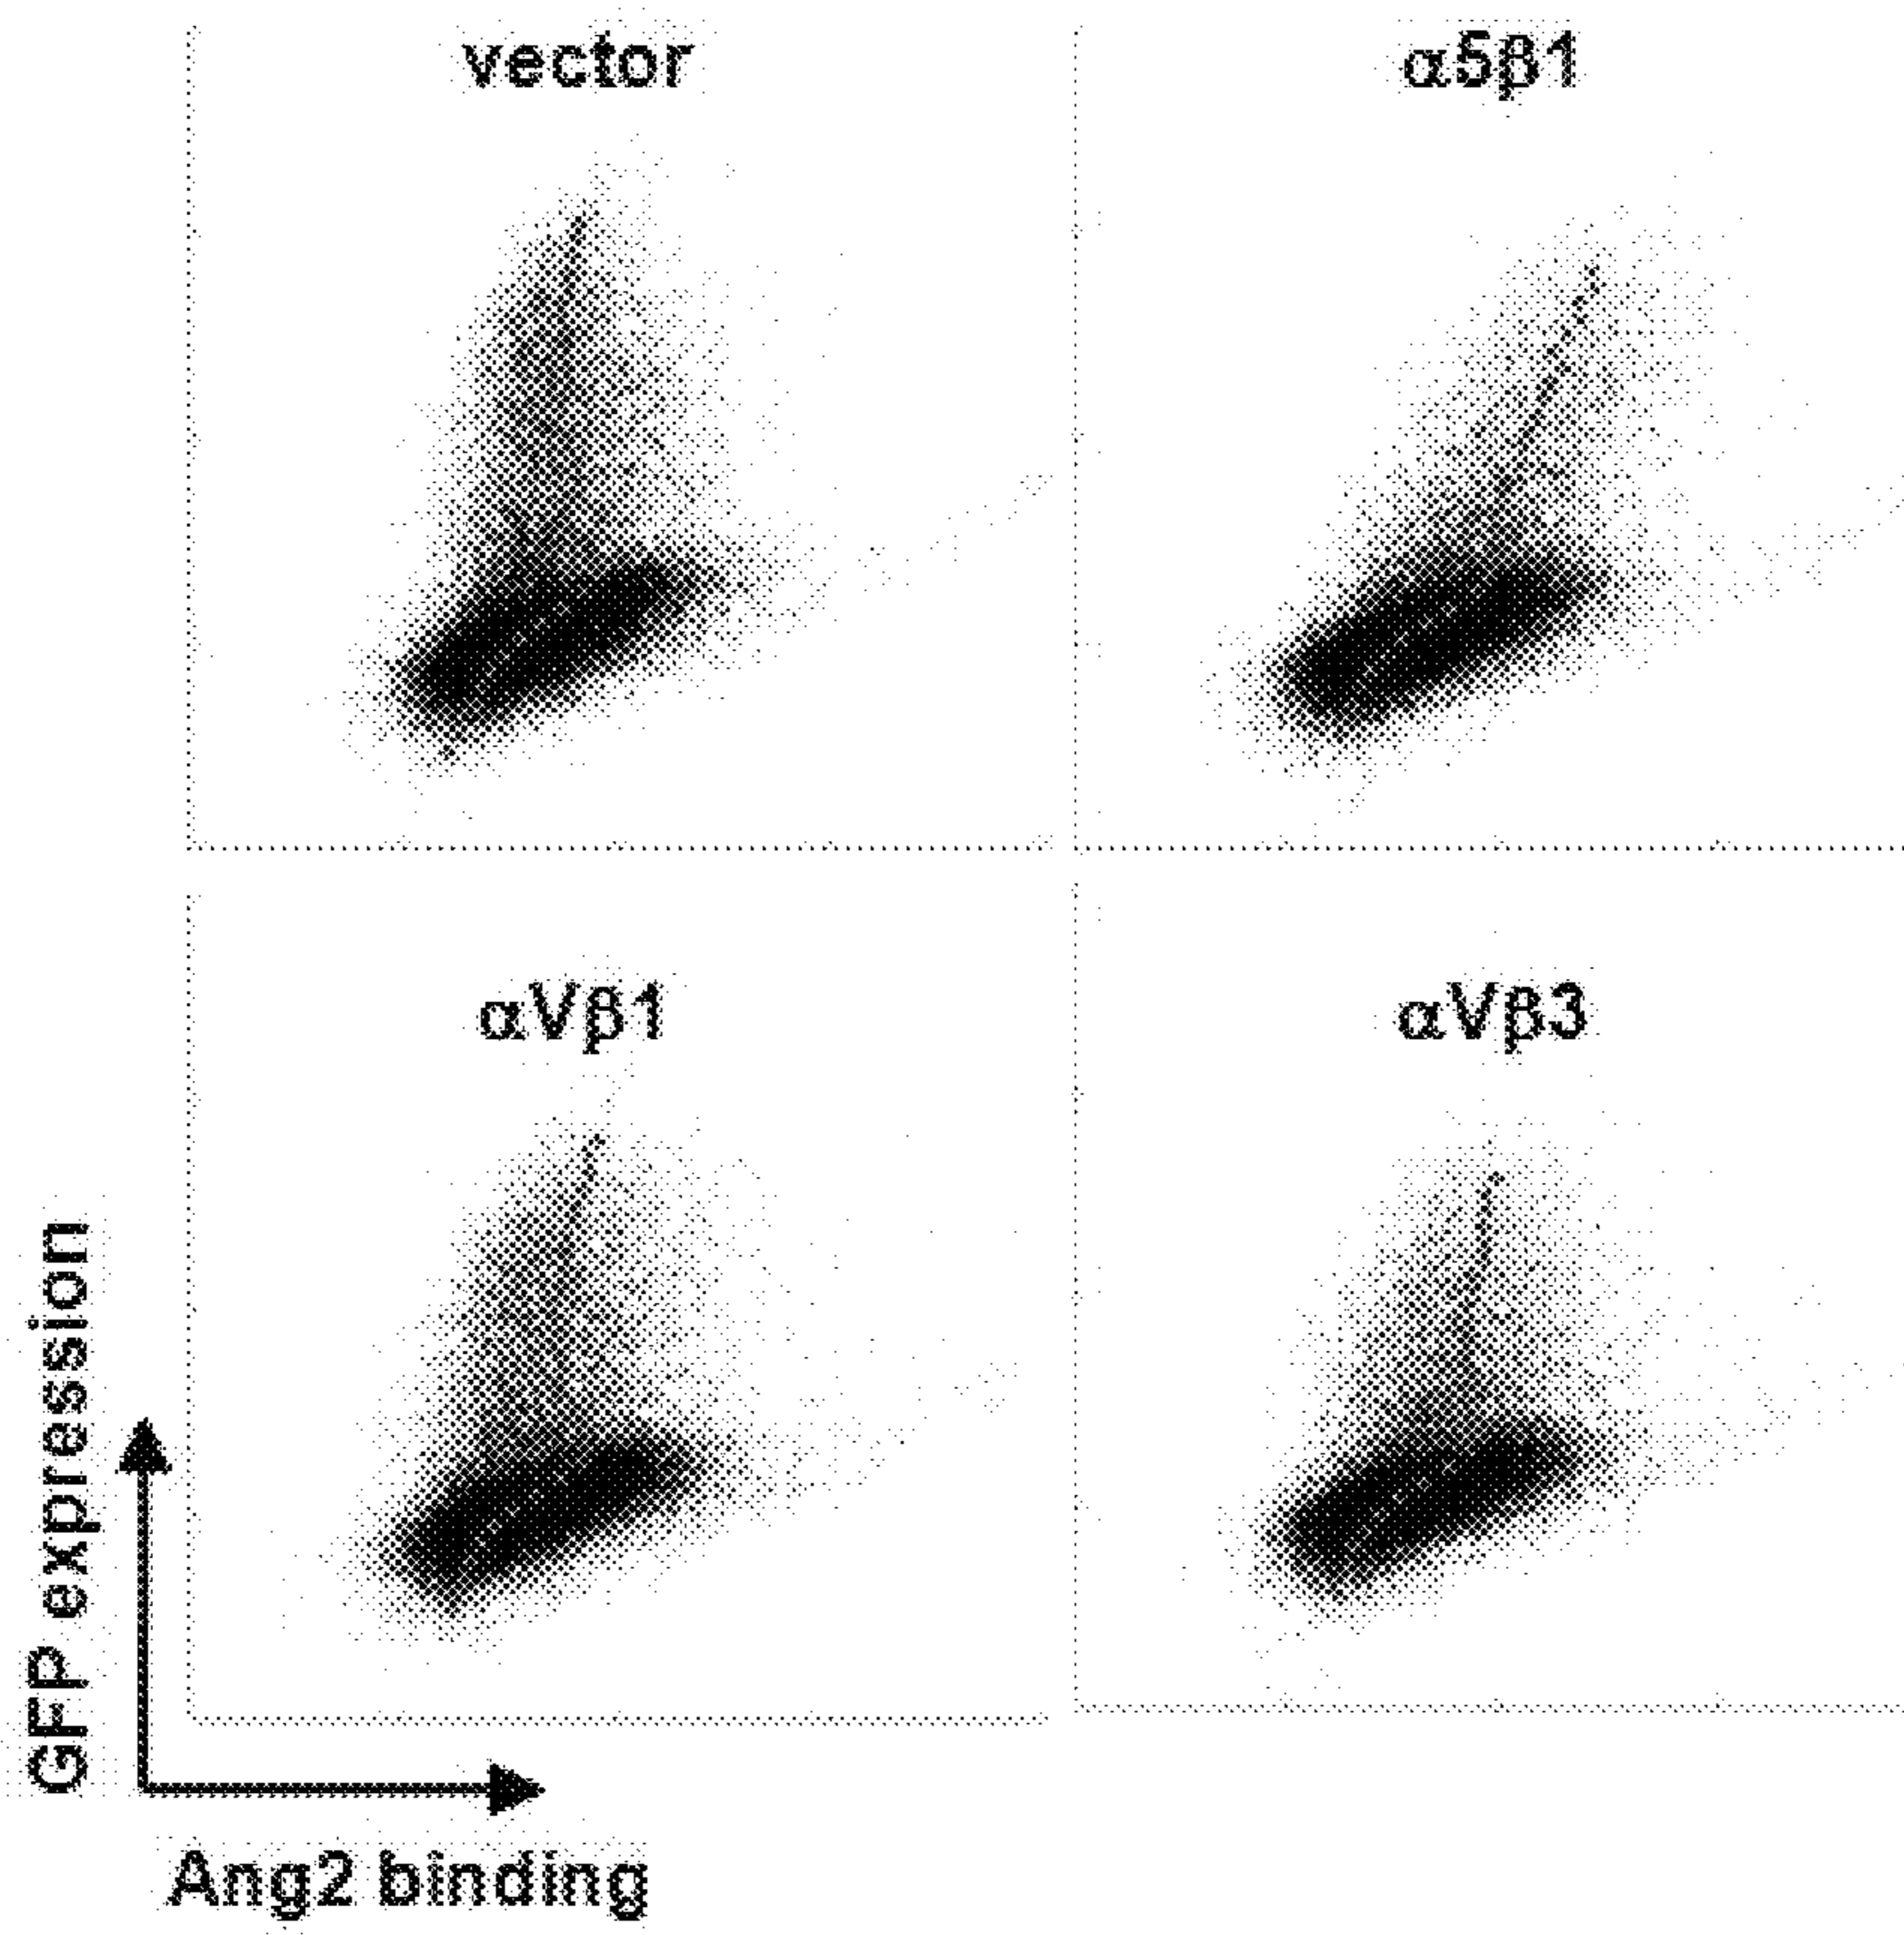 vector
α5β1
αVβ1
αVβ3
GFP expression
Ang2 binding